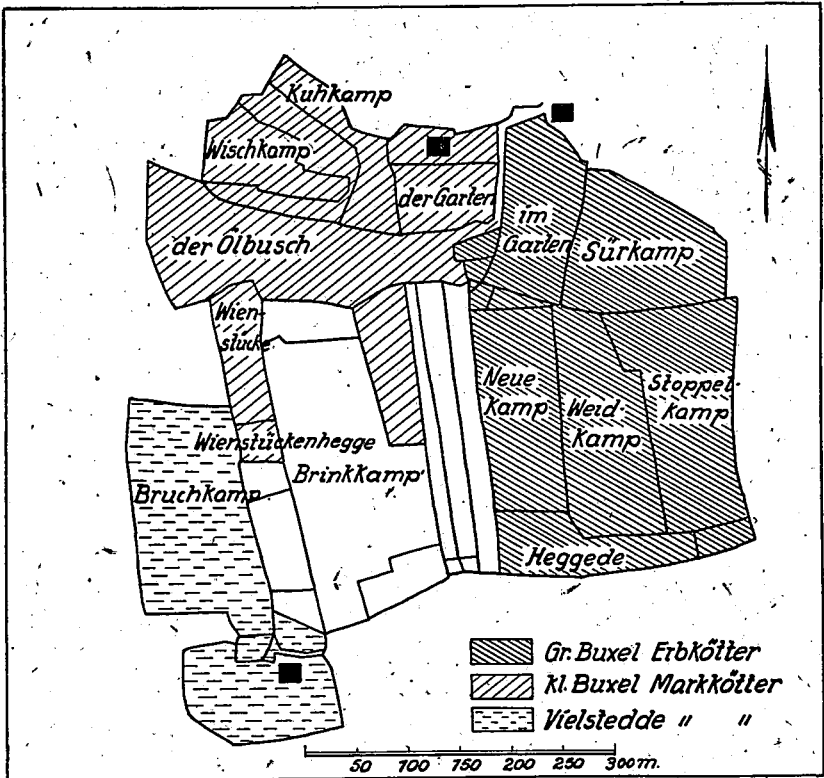 Kuhkamp
Wischkamp
der Garten
im
Garten
Sürkamp
der Ölbusch
Wien-
stücke
Neue
Kamp
Weid-
kamp
Stoppel-
kamp
Wienstückenhegge
Brinkkamp
Bruchkamp
Heggede
Gr. Buxel Erbkötter
Kl. Buxel Markkötter
Vielstedde " "
50 100 150 200 250 300m.